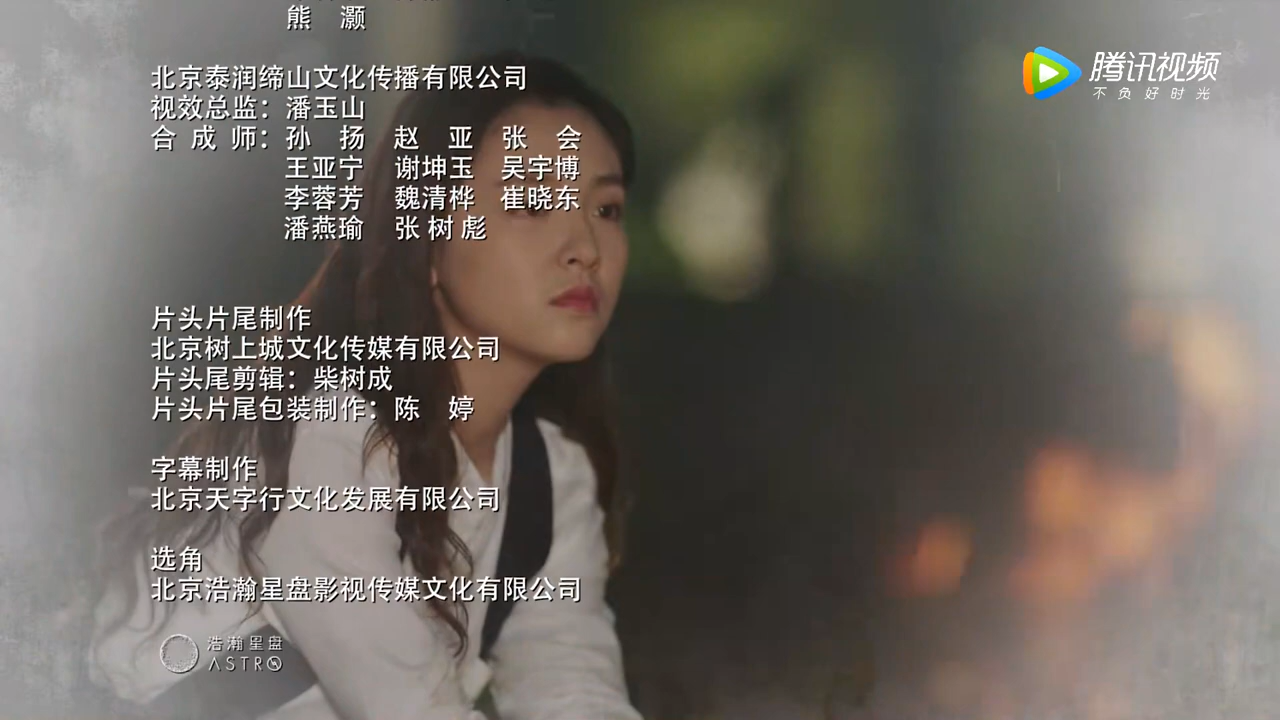 熊 灏
腾讯视频
不负好时光
北京泰润缔山文化传播有限公司
视效总监：潘玉山
合成师：孙 扬 赵 亚 张 会
王亚宁 谢坤玉 吴宇博
李蓉芳 魏清桦 崔晓东
潘燕瑜 张树彪
片头片尾制作
北京树上城文化传媒有限公司
片头尾剪辑：柴树成
片头片尾包装制作：陈 婷
字幕制作
北京天字行文化发展有限公司
选角
北京浩瀚星盘影视传媒文化有限公司
浩瀚星盘
ASTRO